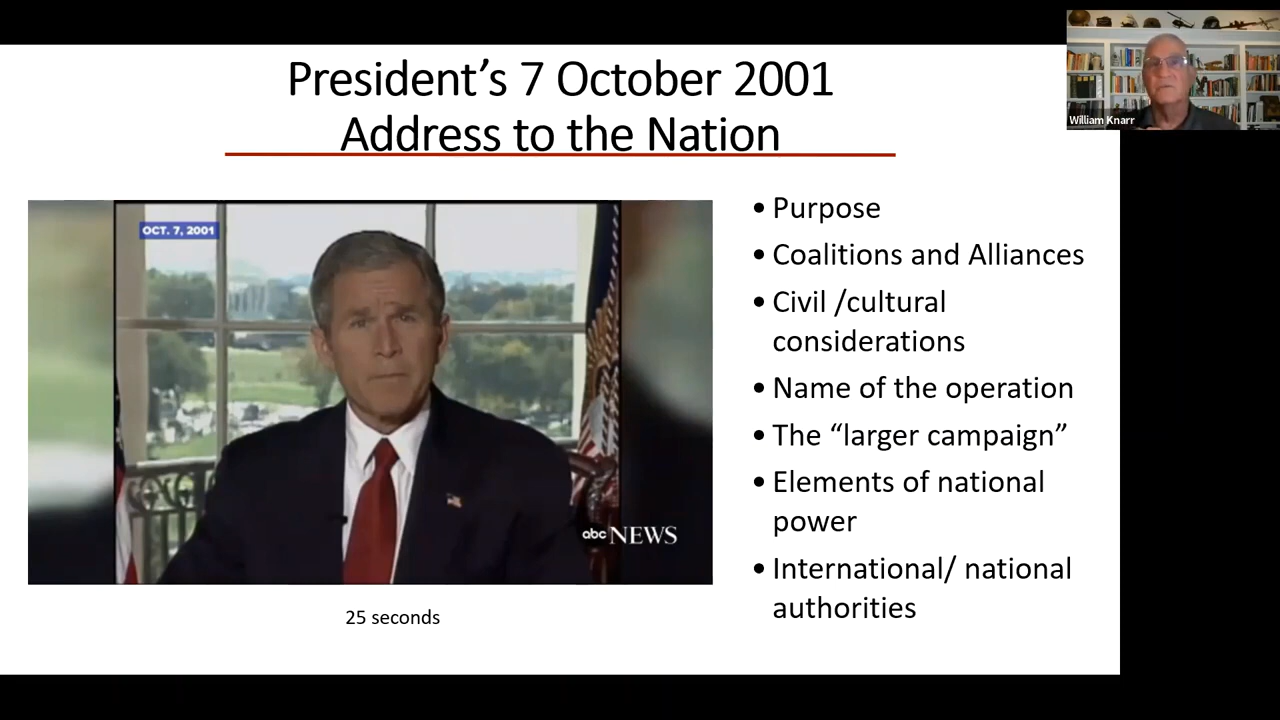 President’s 7 October 2001
Address to the Nation
William Knarr
OCT. 7, 2001
abc NEWS
25 seconds
• Purpose
• Coalitions and Alliances
• Civil /cultural
considerations
• Name of the operation
• The “larger campaign”
• Elements of national
power
• International/ national
authorities